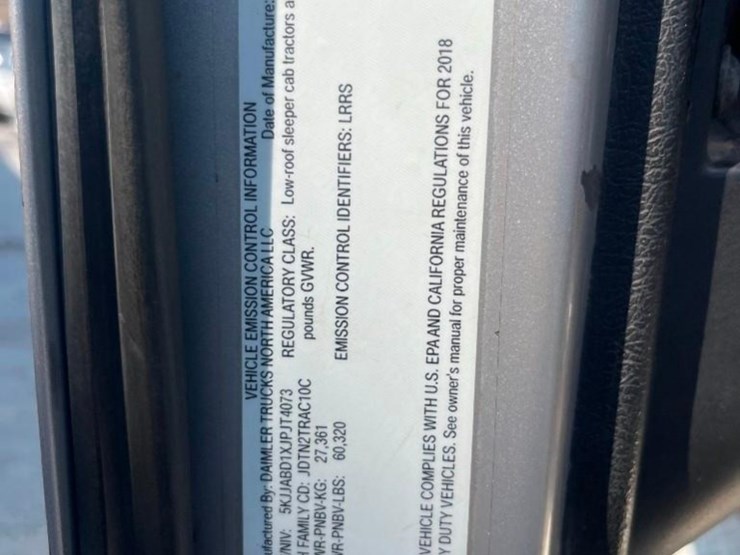 VEHICLE EMISSION CONTROL INFORMATION
ufactured By: DAIMLER TRUCKS NORTH AMERICA LLC Date of Manufacture:
/NIV: 5KJJABD1XJPJT4073 REGULATORY CLASS: Low-roof sleeper cab tractors a
FAMILY CD: JDTN2TRAC10C pounds GVWR.
VR-PNBV-KG: 27,361
VR-PNBV-LBS: 60,320 EMISSION CONTROL IDENTIFIERS: LRRS
VEHICLE COMPLIES WITH U.S. EPA AND CALIFORNIA REGULATIONS FOR 2018
Y DUTY VEHICLES. See owner's manual for proper maintenance of this vehicle.